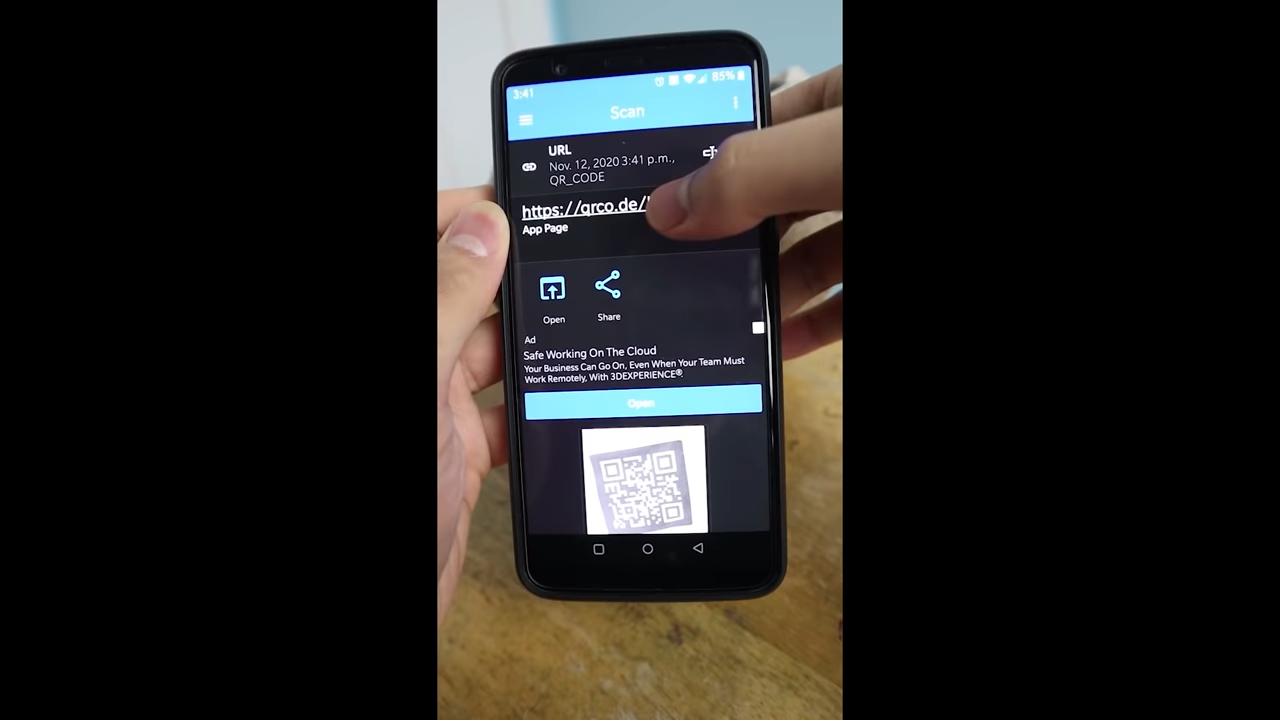 3:41
85%
Scan
URL
Nov. 12, 2020 3:41 p.m.,
QR_CODE
https://qrco.de/
App Page
Open
Share
Ad
Safe Working On The Cloud
Your Business Can Go On, Even When Your Team Must
Work Remotely, With 3DEXPERIENCE®.
Open